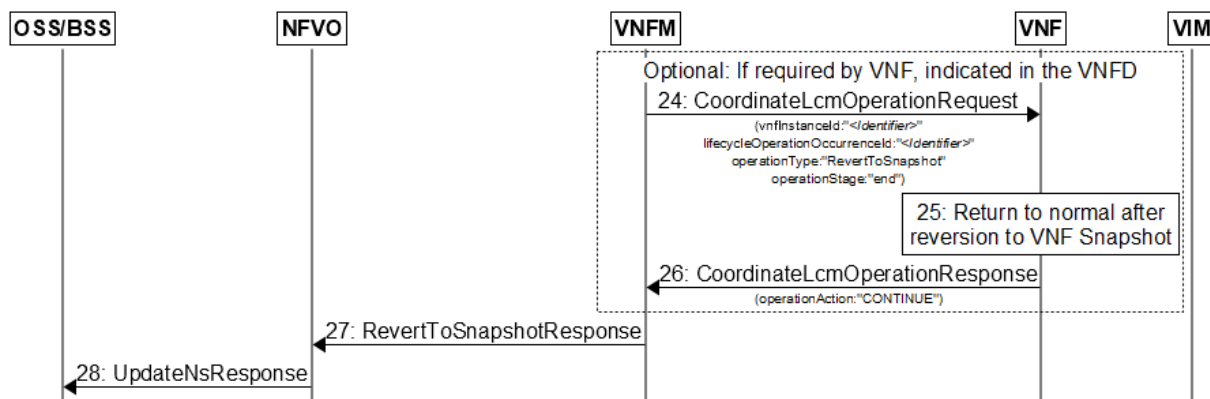 OSS/BSS NFVO VNFM VNF VIM
Optional: If required by VNF, indicated in the VNFD
24: CoordinateLcmOperationRequest
(vnfInstanceId:"<Identifier>"
lifecycleOperationOccurrenceId:"<Identifier>"
operationType:"RevertToSnapshot"
operationStage:"end")
25: Return to normal after
reversion to VNF Snapshot
26: CoordinateLcmOperationResponse
(operationAction:"CONTINUE")
27: RevertToSnapshotResponse
28: UpdateNsResponse